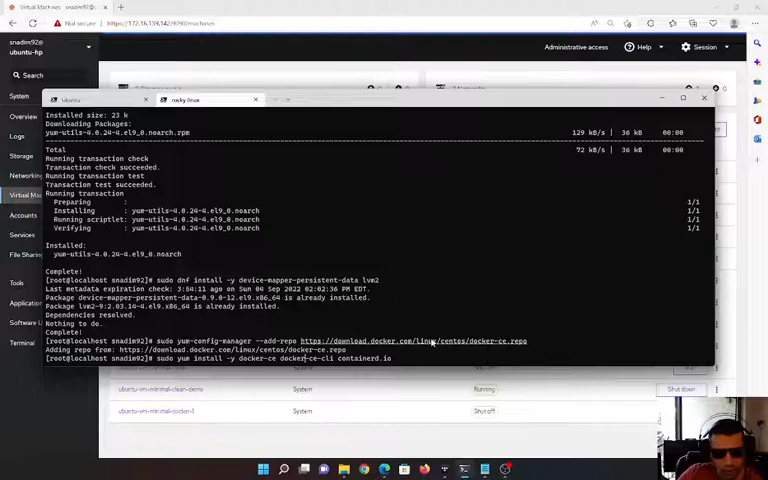 Virtual Machines - snadim92@
Not secure | https://172.16.139.142:9090/machines
snadim92@
ubuntu-hp
Administrative access
Help
Session
Search
System
Overview
Logs
Storage
Networking
Virtual Mac
Accounts
Services
File Sharing
Tools
Applications
Software
Terminal
ubuntu
rocky linux
Installed size: 23 k
Downloading Packages:
yum-utils-4.0.24-4.el9_0.noarch.rpm 129 kB/s | 36 kB 00:00
Total 72 kB/s | 36 kB 00:00
Running transaction check
Transaction check succeeded.
Running transaction test
Transaction test succeeded.
Running transaction
Preparing : 1/1
Installing : yum-utils-4.0.24-4.el9_0.noarch 1/1
Running scriptlet: yum-utils-4.0.24-4.el9_0.noarch 1/1
Verifying : yum-utils-4.0.24-4.el9_0.noarch 1/1
Installed:
yum-utils-4.0.24-4.el9_0.noarch
Complete!
[root@localhost snadim92]# sudo dnf install -y device-mapper-persistent-data lvm2
Last metadata expiration check: 3:54:11 ago on Sun 04 Sep 2022 02:02:36 PM EDT.
Package device-mapper-persistent-data-0.9.0-12.el9.x86_64 is already installed.
Package lvm2-9:2.03.14-4.el9.x86_64 is already installed.
Dependencies resolved.
Nothing to do.
Complete!
[root@localhost snadim92]# sudo yum-config-manager --add-repo https://download.docker.com/linux/centos/docker-ce.repo
Adding repo from: https://download.docker.com/linux/centos/docker-ce.repo
[root@localhost snadim92]# sudo yum install -y docker-ce docker-ce-cli containerd.io
ubuntu-vm-minimal-clean-demo System Running Shut down
ubuntu-vm-minimal-docker-1 System Shut off